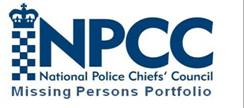 NPCC
National Police Chiefs' Council
Missing Persons Portfolio